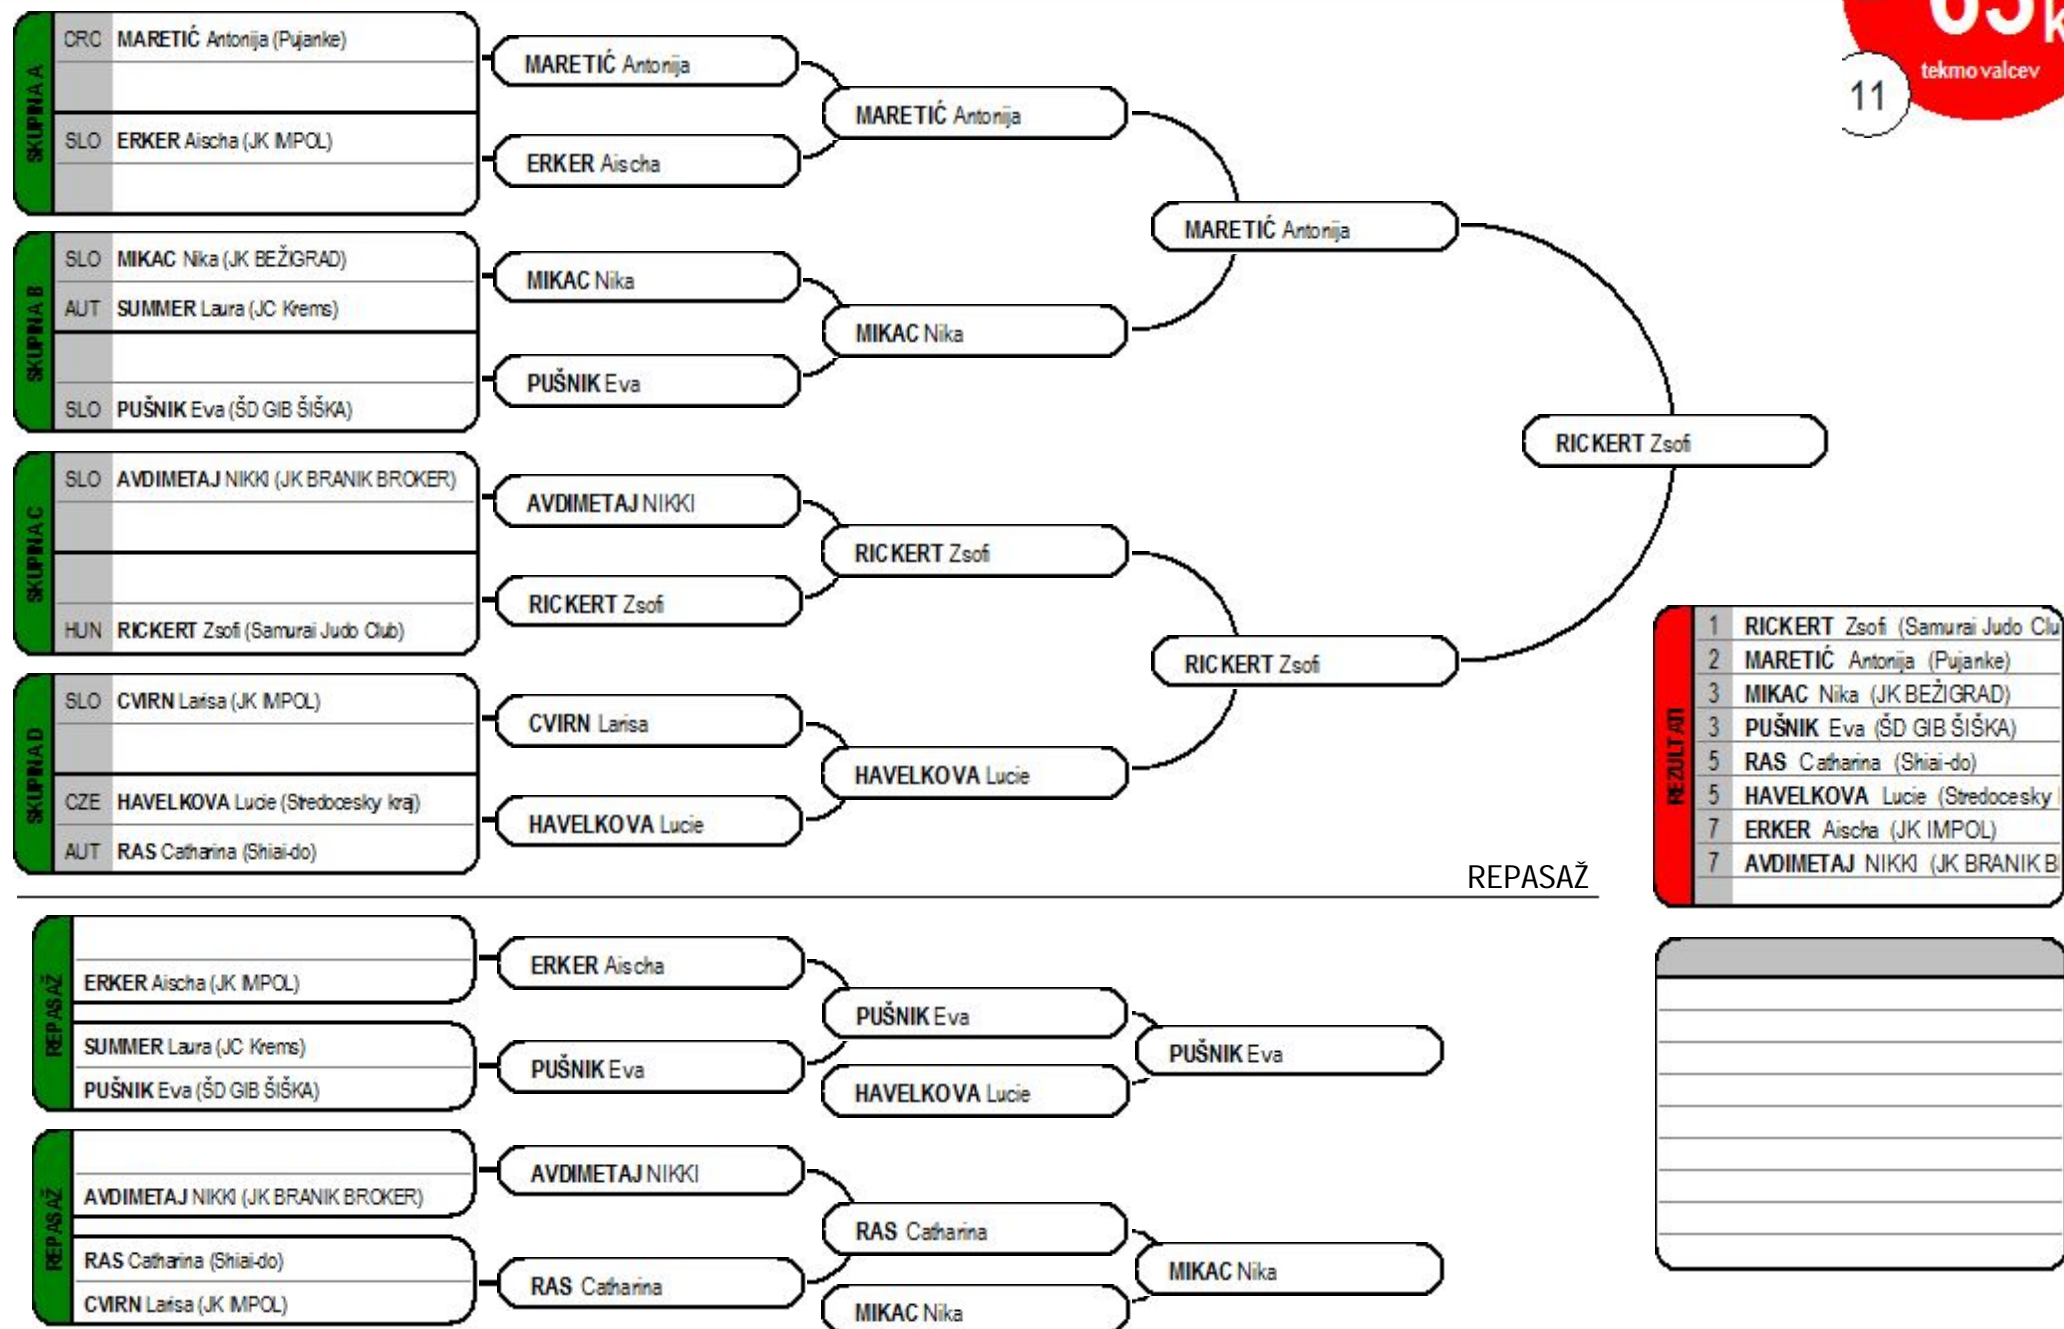 63k
tekmovalcev
11
SKUPINA A
CRO MARETIĆ Antonija (Pujanke)
SLO ERKER Aischa (JK IMPOL)
SKUPINA B
SLO MIKAC Nika (JK BEŽIGRAD)
AUT SUMMER Laura (JC Krems)
SLO PUŠNIK Eva (ŠD GIB ŠIŠKA)
SKUPINA C
SLO AVDIMETAJ NIKKI (JK BRANIK BROKER)
HUN RICKERT Zsofi (Samurai Judo Club)
SKUPINA D
SLO CVIRN Larisa (JK IMPOL)
CZE HAVELKOVA Lucie (Stredocesky kraj)
AUT RAS Catharina (Shiai-do)
MARETIĆ Antonija
ERKER Aischa
MIKAC Nika
PUŠNIK Eva
AVDIMETAJ NIKKI
RICKERT Zsofi
CVIRN Larisa
HAVELKOVA Lucie
MARETIĆ Antonija
MIKAC Nika
RICKERT Zsofi
HAVELKOVA Lucie
MARETIĆ Antonija
RICKERT Zsofi
RICKERT Zsofi
REZULTATI
1 RICKERT Zsofi (Samurai Judo Clu
2 MARETIĆ Antonija (Pujanke)
3 MIKAC Nika (JK BEŽIGRAD)
3 PUŠNIK Eva (ŠD GIB ŠIŠKA)
5 RAS Catharina (Shiai-do)
5 HAVELKOVA Lucie (Stredocesky
7 ERKER Aischa (JK IMPOL)
7 AVDIMETAJ NIKKI (JK BRANIK B
REPASAŽ
REPASAŽ
ERKER Aischa (JK IMPOL)
SUMMER Laura (JC Krems)
PUŠNIK Eva (ŠD GIB ŠIŠKA)
REPASAŽ
AVDIMETAJ NIKKI (JK BRANIK BROKER)
RAS Catharina (Shiai-do)
CVIRN Larisa (JK IMPOL)
ERKER Aischa
PUŠNIK Eva
AVDIMETAJ NIKKI
RAS Catharina
PUŠNIK Eva
HAVELKOVA Lucie
RAS Catharina
MIKAC Nika
PUŠNIK Eva
MIKAC Nika